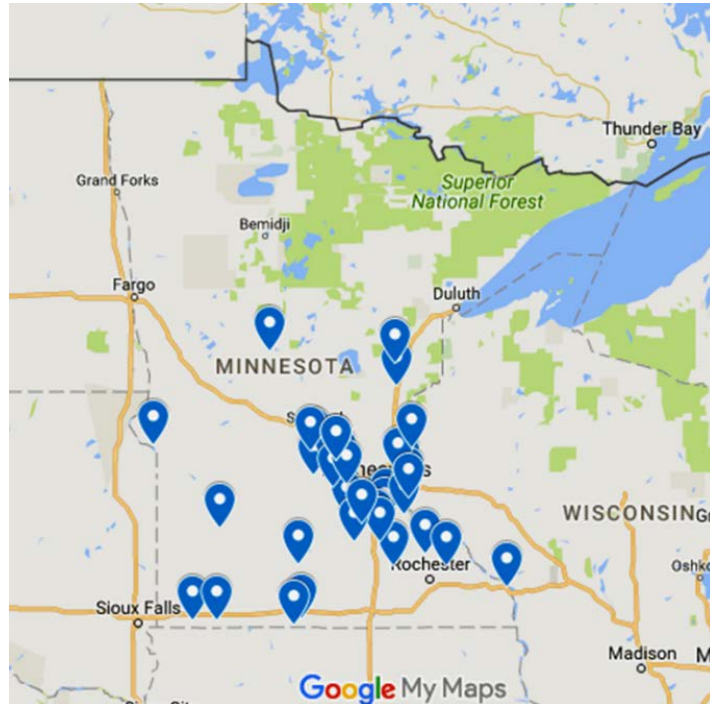 Thunder Bay
Grand Forks
Superior
National Forest
Bemidji
Fargo
Duluth
MINNESOTA
WISCONSIN
Rochester
Oshko
Sioux Falls
Madison
M
Google My Maps